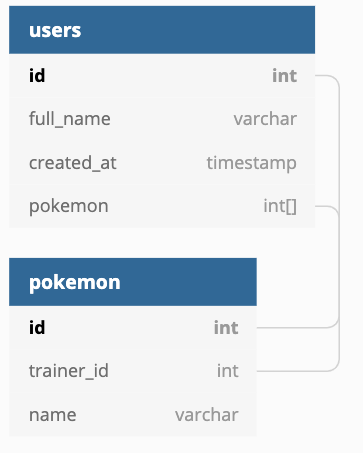 users
id int
full_name varchar
created_at timestamp
pokemon int[]
pokemon
id int
trainer_id int
name varchar